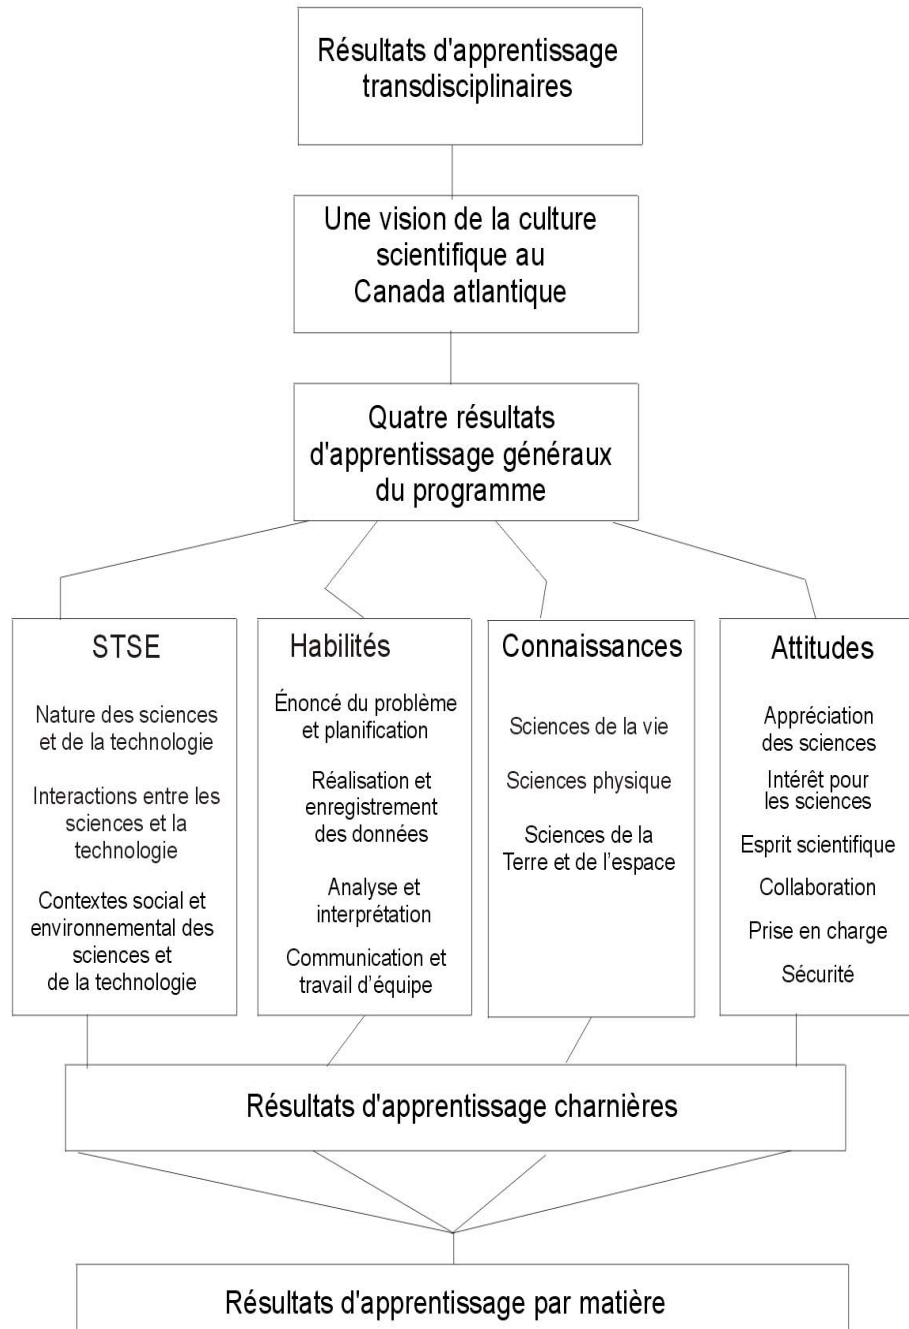 Résultats d'apprentissage
transdisciplinaires
Une vision de la culture
scientifique au
Canada atlantique
Quatre résultats
d'apprentissage généraux
du programme
STSE
Nature des sciences
et de la technologie
Interactions entre les
sciences et la
technologie
Contextes social et
environnemental des
sciences et
de la technologie
Habilités
Énoncé du problème
et planification
Réalisation et
enregistrement
des données
Analyse et
interprétation
Communication et
travail d’équipe
Connaissances
Sciences de la vie
Sciences physique
Sciences de la
Terre et de l’espace
Attitudes
Appréciation
des sciences
Intérêt pour
les sciences
Esprit scientifique
Collaboration
Prise en charge
Sécurité
Résultats d'apprentissage charnières
Résultats d'apprentissage par matière